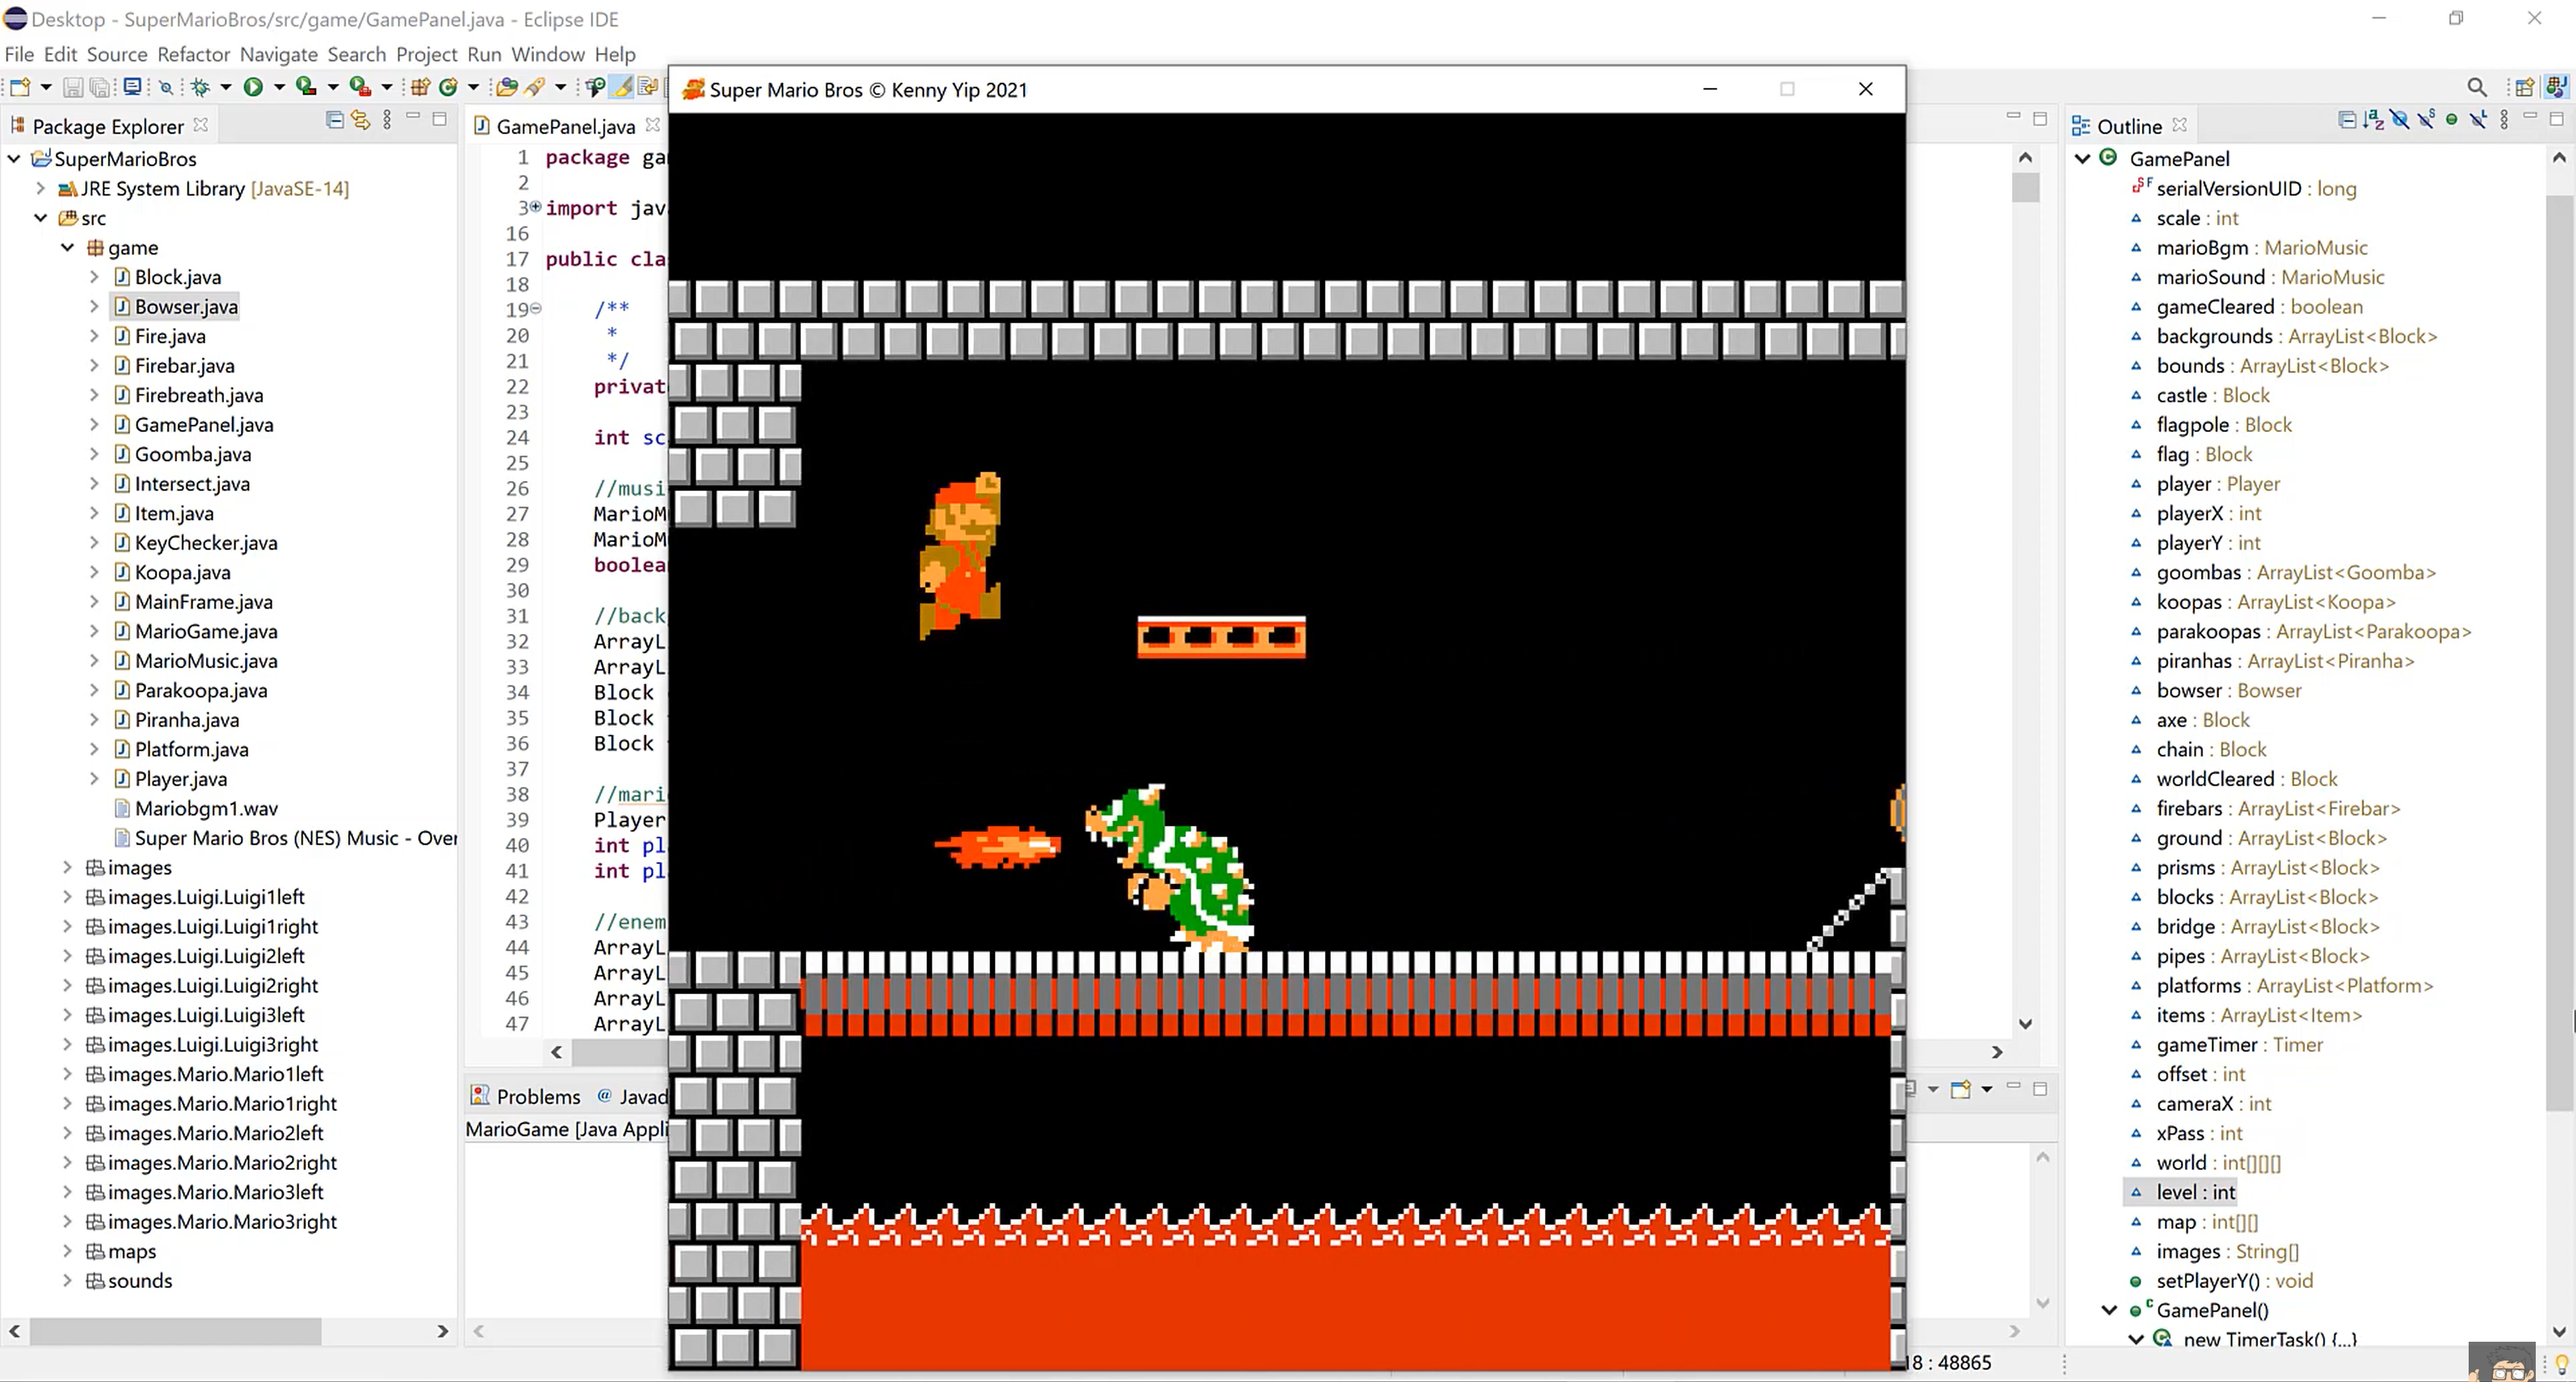 Desktop - SuperMarioBros/src/game/GamePanel.java - Eclipse IDE
File Edit Source Refactor Navigate Search Project Run Window Help
Package Explorer
SuperMarioBros
JRE System Library [JavaSE-14]
src
game
Block.java
Bowser.java
Fire.java
Firebar.java
Firebreath.java
GamePanel.java
Goomba.java
Intersect.java
Item.java
KeyChecker.java
Koopa.java
MainFrame.java
MarioGame.java
MarioMusic.java
Parakoopa.java
Piranha.java
Platform.java
Player.java
Mariobgm1.wav
Super Mario Bros (NES) Music - Over
images
images.Luigi.Luigi1left
images.Luigi.Luigi1right
images.Luigi.Luigi2left
images.Luigi.Luigi2right
images.Luigi.Luigi3left
images.Luigi.Luigi3right
images.Mario.Mario1left
images.Mario.Mario1right
images.Mario.Mario2left
images.Mario.Mario2right
images.Mario.Mario3left
images.Mario.Mario3right
maps
sounds
GamePanel.java
1 package ga
2
3 import jav
16
17 public cla
18
19 /**
20 *
21 */
22 privat
23
24 int sc
25
26 //musi
27 MarioM
28 MarioM
29 boolea
30
31 //back
32 ArrayL
33 ArrayL
34 Block
35 Block
36 Block
37
38 //mari
39 Player
40 int pl
41 int pl
42
43 //enem
44 ArrayL
45 ArrayL
46 ArrayL
47 ArrayL
Problems @ Javad
MarioGame [Java Appli
Super Mario Bros © Kenny Yip 2021
Outline
GamePanel
serialVersionUID : long
scale : int
marioBgm : MarioMusic
marioSound : MarioMusic
gameCleared : boolean
backgrounds : ArrayList<Block>
bounds : ArrayList<Block>
castle : Block
flagpole : Block
flag : Block
player : Player
playerX : int
playerY : int
goombas : ArrayList<Goomba>
koopas : ArrayList<Koopa>
parakoopas : ArrayList<Parakoopa>
piranhas : ArrayList<Piranha>
bowser : Bowser
axe : Block
chain : Block
worldCleared : Block
firebars : ArrayList<Firebar>
ground : ArrayList<Block>
prisms : ArrayList<Block>
blocks : ArrayList<Block>
bridge : ArrayList<Block>
pipes : ArrayList<Block>
platforms : ArrayList<Platform>
items : ArrayList<Item>
gameTimer : Timer
offset : int
cameraX : int
xPass : int
world : int[][][]
level : int
map : int[][]
images : String[]
setPlayerY() : void
GamePanel()
new TimerTask() {...}
18 : 48865